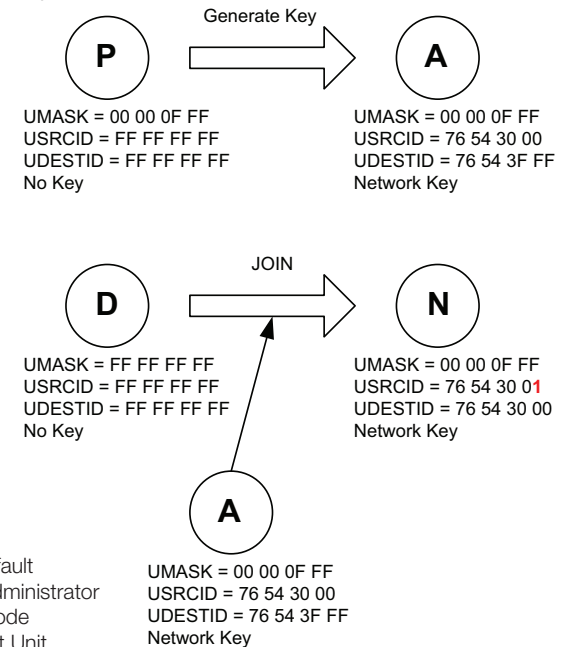 Generate Key
P
A
UMASK = 00 00 0F FF
USRCID = FF FF FF FF
UDESTID = FF FF FF FF
No Key
UMASK = 00 00 0F FF
USRCID = 76 54 30 00
UDESTID = 76 54 3F FF
Network Key
JOIN
D
N
UMASK = FF FF FF FF
USRCID = FF FF FF FF
UDESTID = FF FF FF FF
No Key
UMASK = 00 00 0F FF
USRCID = 76 54 30 01
UDESTID = 76 54 30 00
Network Key
A
UMASK = 00 00 0F FF
USRCID = 76 54 30 00
UDESTID = 76 54 3F FF
Network Key
Unit